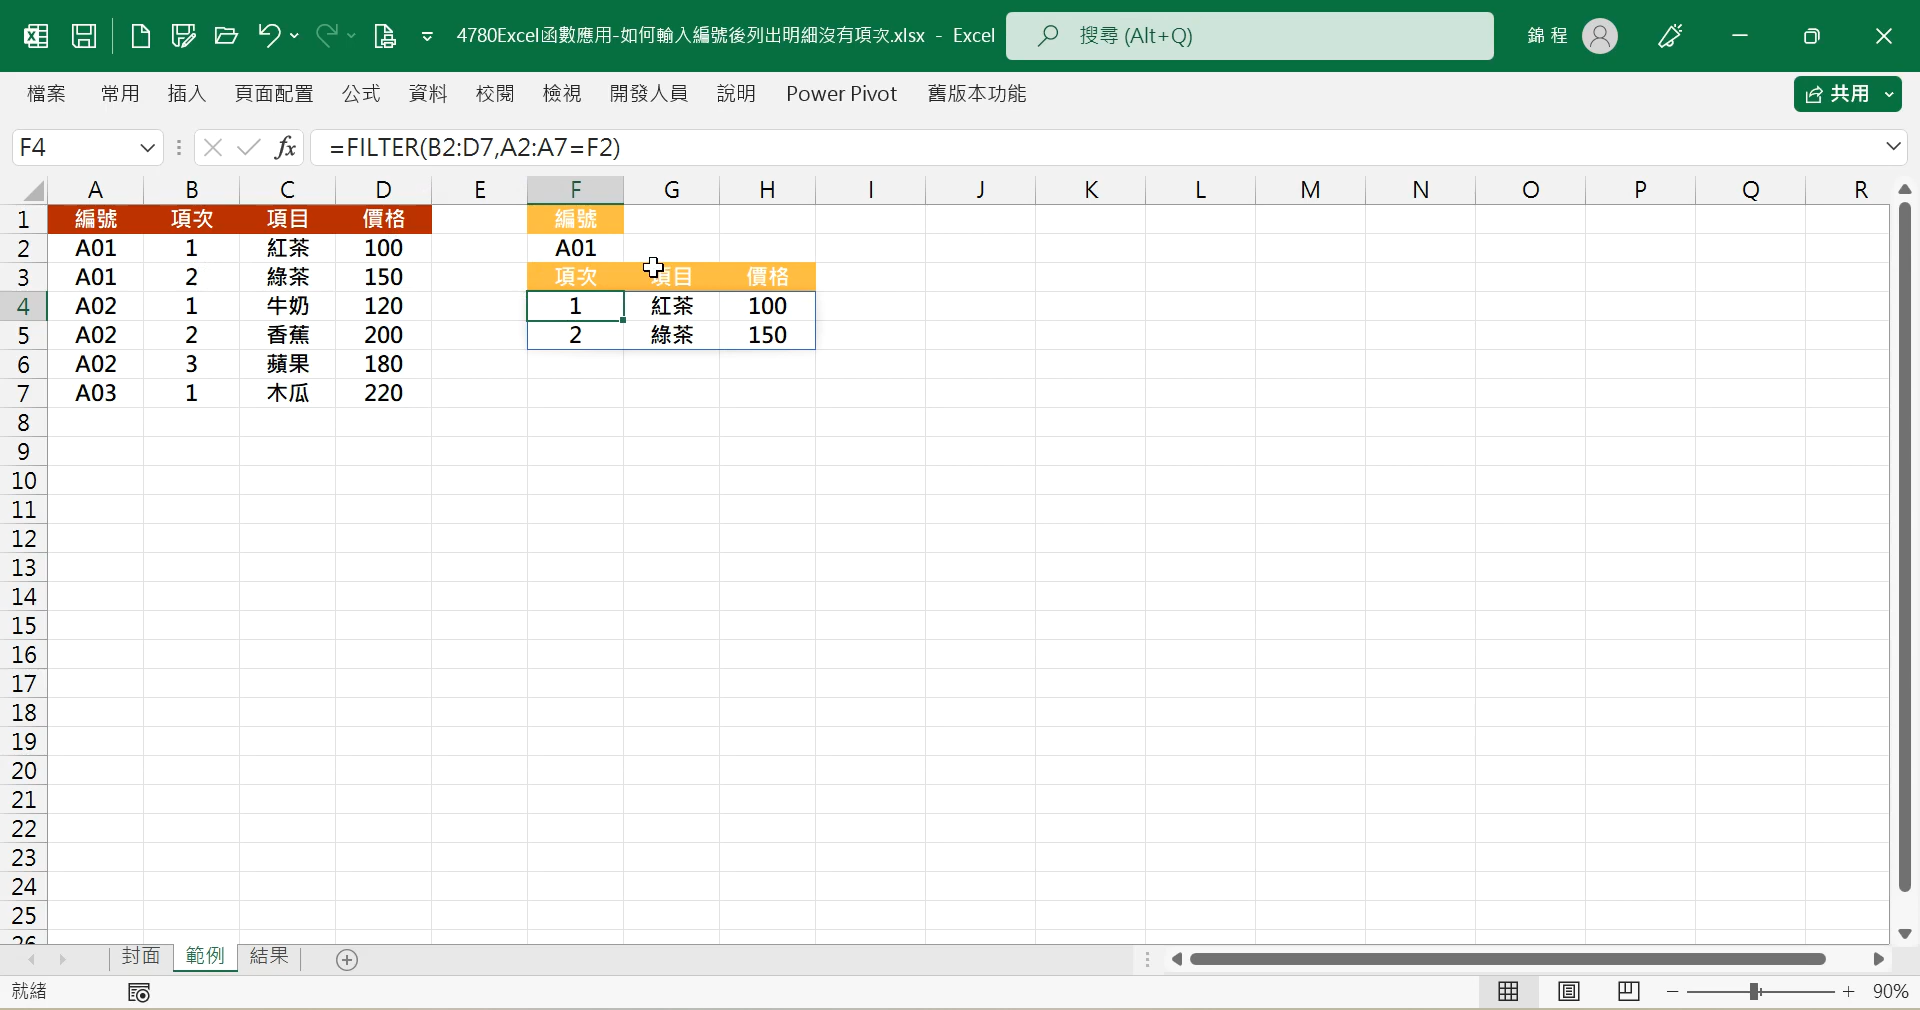 4780Excel函數應用-如何輸入編號後列出明細沒有項次.xlsx - Excel 搜尋 (Alt+Q) 錦 程
檔案 常用 插入 頁面配置 公式 資料 校閱 檢視 開發人員 說明 Power Pivot 舊版本功能 共用
F4 fx =FILTER(B2:D7,A2:A7=F2)
A B C D E F G H I J K L M N O P Q R
1 編號 項次 項目 價格 編號
2 A01 1 紅茶 100 A01
3 A01 2 綠茶 150 項次 項目 價格
4 A02 1 牛奶 120 1 紅茶 100
5 A02 2 香蕉 200 2 綠茶 150
6 A02 3 蘋果 180
7 A03 1 木瓜 220
8
9
10
11
12
13
14
15
16
17
18
19
20
21
22
23
24
25
26
封面 範例 結果
就緒 90%